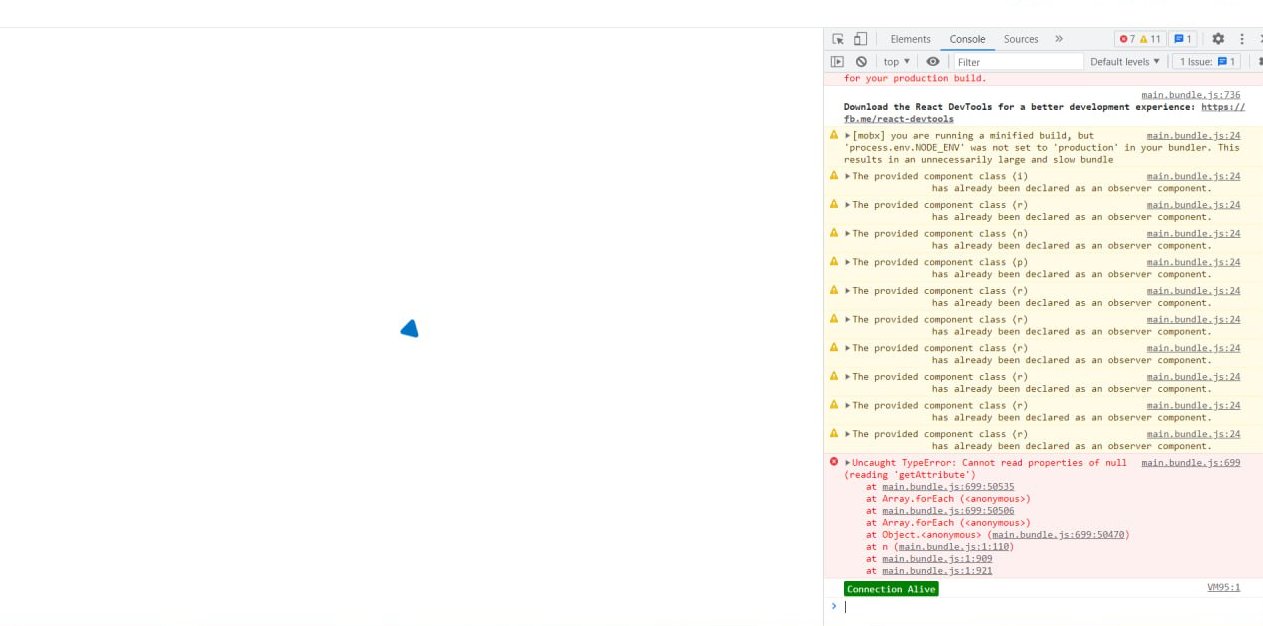 Elements Console Sources » 7 11 1
top ▼ Filter Default levels ▼ 1 Issue: 1
for your production build.
main.bundle.js:736
Download the React DevTools for a better development experience: https://
fb.me/react-devtools
▶[mobx] you are running a minified build, but main.bundle.js:24
'process.env.NODE_ENV' was not set to 'production' in your bundler. This
results in an unnecessarily large and slow bundle
▶The provided component class (i) main.bundle.js:24
has already been declared as an observer component.
▶The provided component class (r) main.bundle.js:24
has already been declared as an observer component.
▶The provided component class (n) main.bundle.js:24
has already been declared as an observer component.
▶The provided component class (p) main.bundle.js:24
has already been declared as an observer component.
▶The provided component class (r) main.bundle.js:24
has already been declared as an observer component.
▶The provided component class (r) main.bundle.js:24
has already been declared as an observer component.
▶The provided component class (r) main.bundle.js:24
has already been declared as an observer component.
▶The provided component class (r) main.bundle.js:24
has already been declared as an observer component.
▶The provided component class (r) main.bundle.js:24
has already been declared as an observer component.
▶The provided component class (r) main.bundle.js:24
has already been declared as an observer component.
▶Uncaught TypeError: Cannot read properties of null main.bundle.js:699
(reading 'getAttribute')
at main.bundle.js:699:50535
at Array.forEach (<anonymous>)
at main.bundle.js:699:50506
at Array.forEach (<anonymous>)
at Object.<anonymous> (main.bundle.js:699:50470)
at n (main.bundle.js:1:110)
at main.bundle.js:1:909
at main.bundle.js:1:921
Connection Alive VM95:1
>